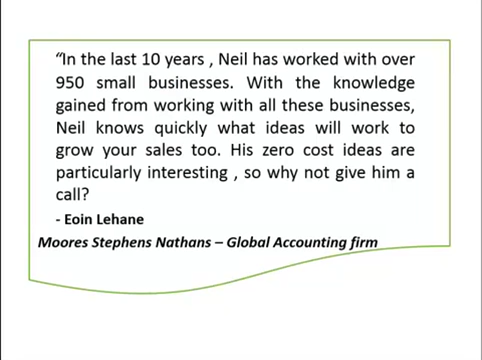 “In the last 10 years , Neil has worked with over
950 small businesses. With the knowledge
gained from working with all these businesses,
Neil knows quickly what ideas will work to
grow your sales too. His zero cost ideas are
particularly interesting , so why not give him a
call?
- Eoin Lehane
Moores Stephens Nathans – Global Accounting firm